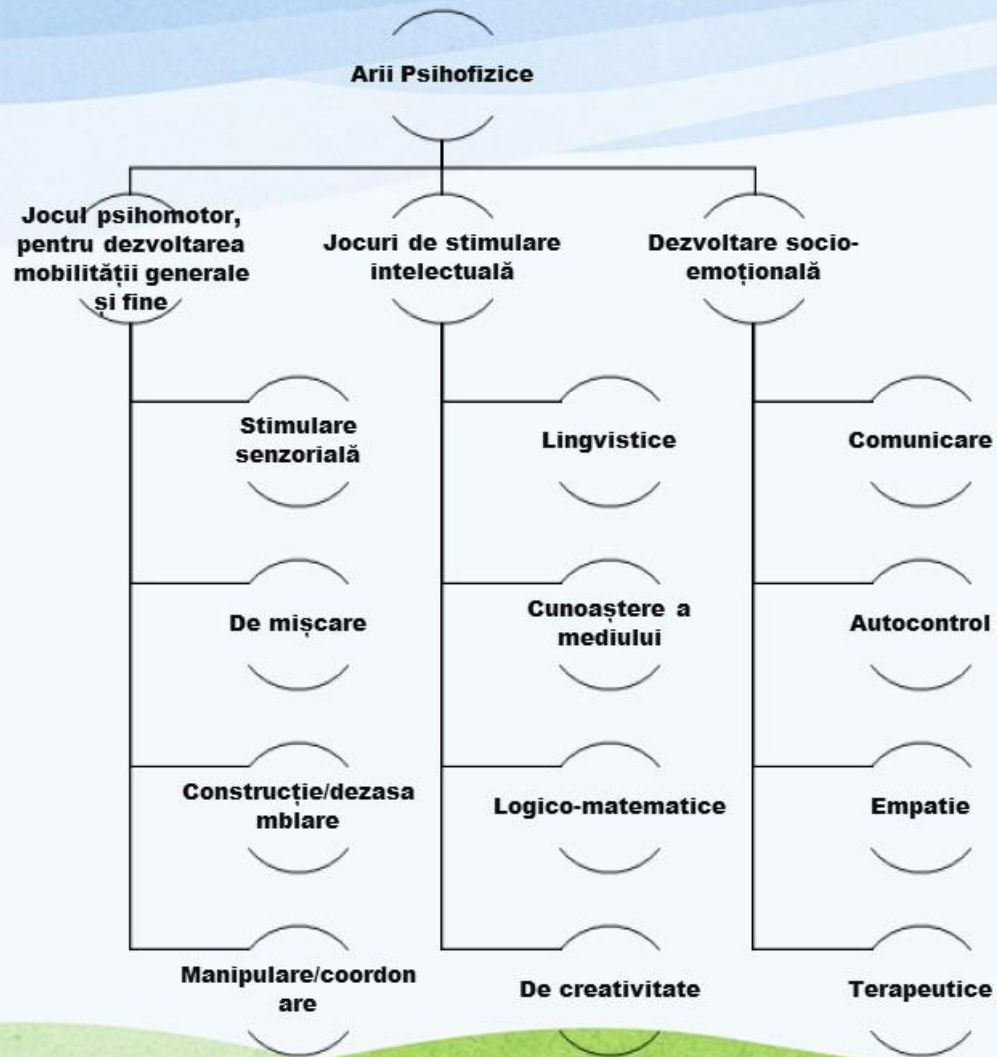 Arii Psihofizice
Jocul psihomotor,
pentru dezvoltarea
mobilității generale
și fine
Jocuri de stimulare
intelectuală
Dezvoltare socio-
emoțională
Stimulare
senzorială
De mișcare
Construcție/dezasa
mblare
Manipulare/coordon
are
Lingvistice
Cunoaștere a
mediului
Logico-matematice
De creativitate
Comunicare
Autocontrol
Empatie
Terapeutice